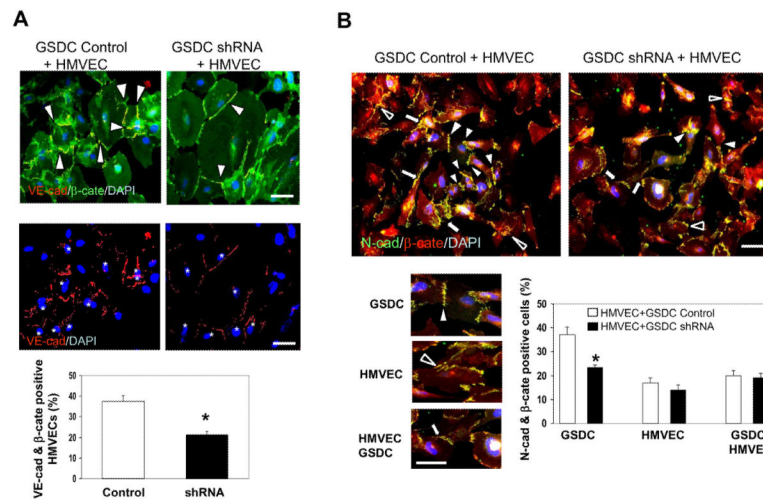 A
GSDC Control
+ HMVEC
GSDC shRNA
+HMVEC
VE-cad/β-cate/DAPI
VE-cad/DAPI
VE-cad & β-cate positive
HMVECs (%)
50
40
30
20
10
0
Control
shRNA
*
B
GSDC Control + HMVEC
GSDC shRNA + HMVEC
N-cad/β-cate/DAPI
GSDC
HMVEC
HMVEC
GSDC
N-cad & β-cate positive cells (%)
50
40
30
20
10
0
HMVEC+GSDC Control
HMVEC+GSDC shRNA
*
GSDC
HMVEC
GSDC
HMVEC